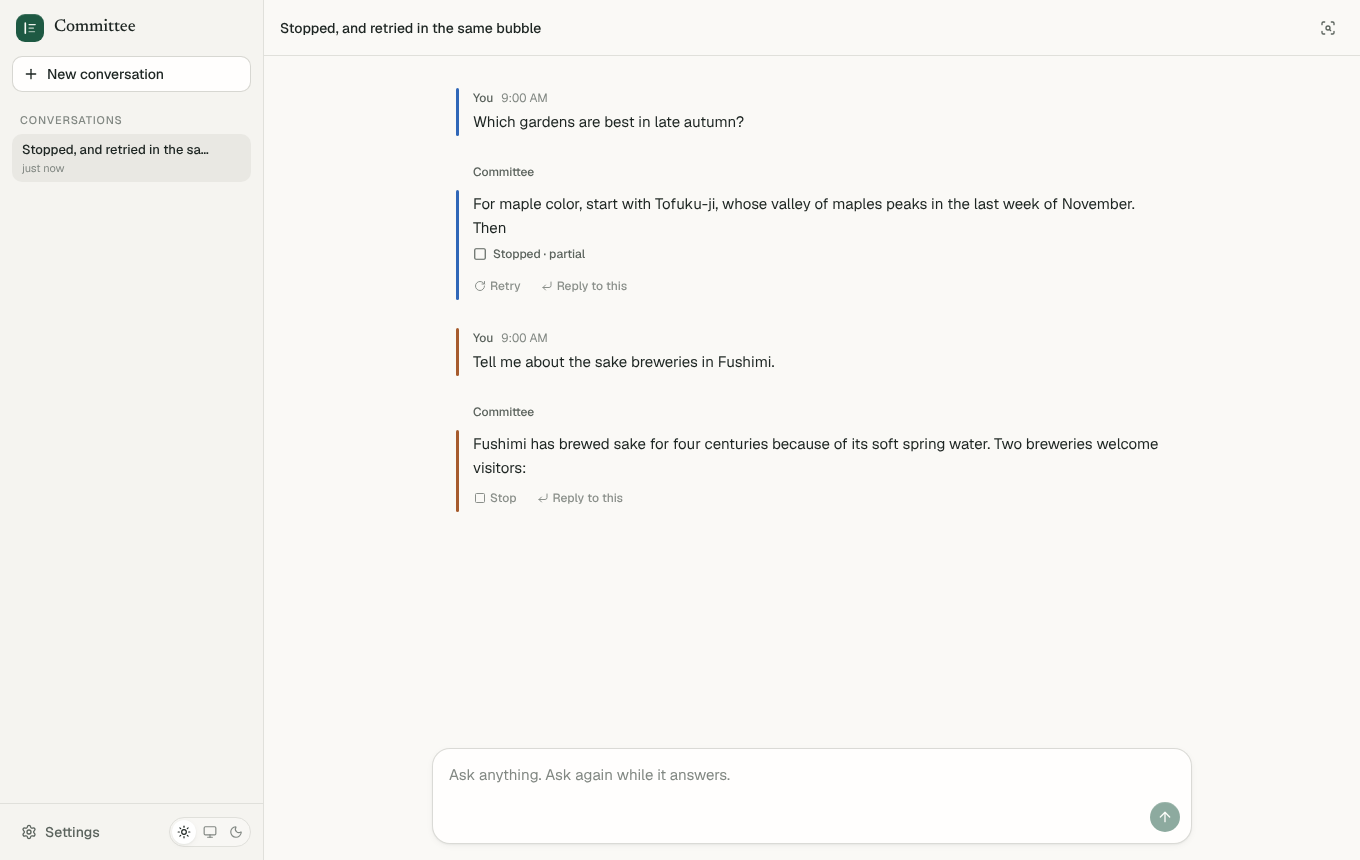 Committee
New conversation
CONVERSATIONS
Stopped, and retried in the sa…
just now
Settings
Stopped, and retried in the same bubble
You 9:00 AM
Which gardens are best in late autumn?
Committee
For maple color, start with Tofuku-ji, whose valley of maples peaks in the last week of November.
Then
Stopped · partial
Retry Reply to this
You 9:00 AM
Tell me about the sake breweries in Fushimi.
Committee
Fushimi has brewed sake for four centuries because of its soft spring water. Two breweries welcome
visitors:
Stop Reply to this
Ask anything. Ask again while it answers.